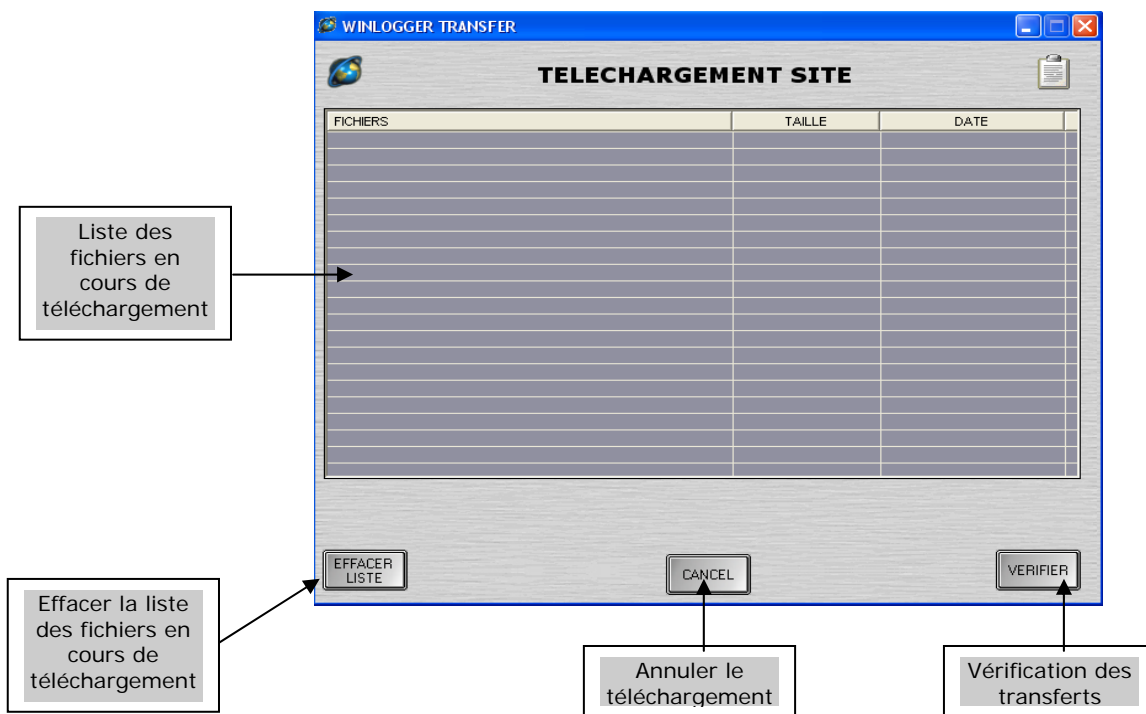 WINLOGGER TRANSFER
TELECHARGEMENT SITE
FICHIERS TAILLE DATE
Liste des
fichiers en
cours de
téléchargement
EFFACER
LISTE
CANCEL
VERIFIER
Effacer la liste
des fichiers en
cours de
téléchargement
Annuler le
téléchargement
Vérification des
transferts